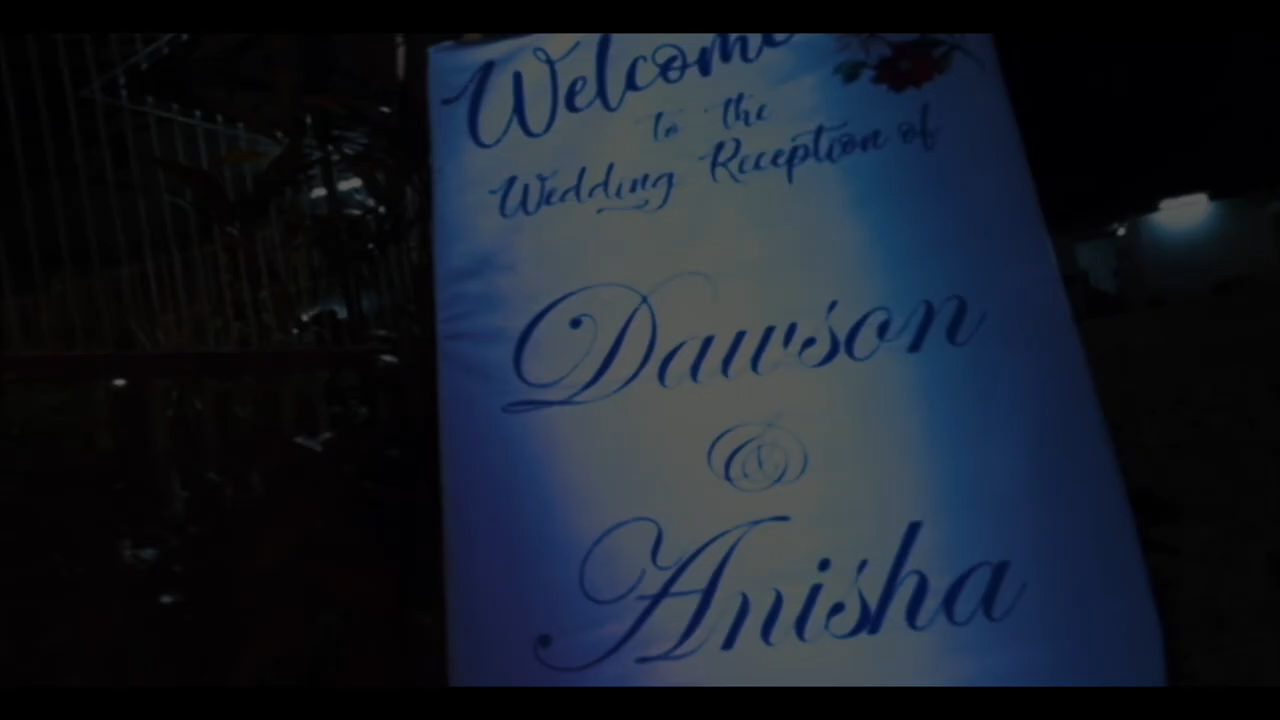 Welcome
to the
Wedding Reception of
Dawson
&
Anisha